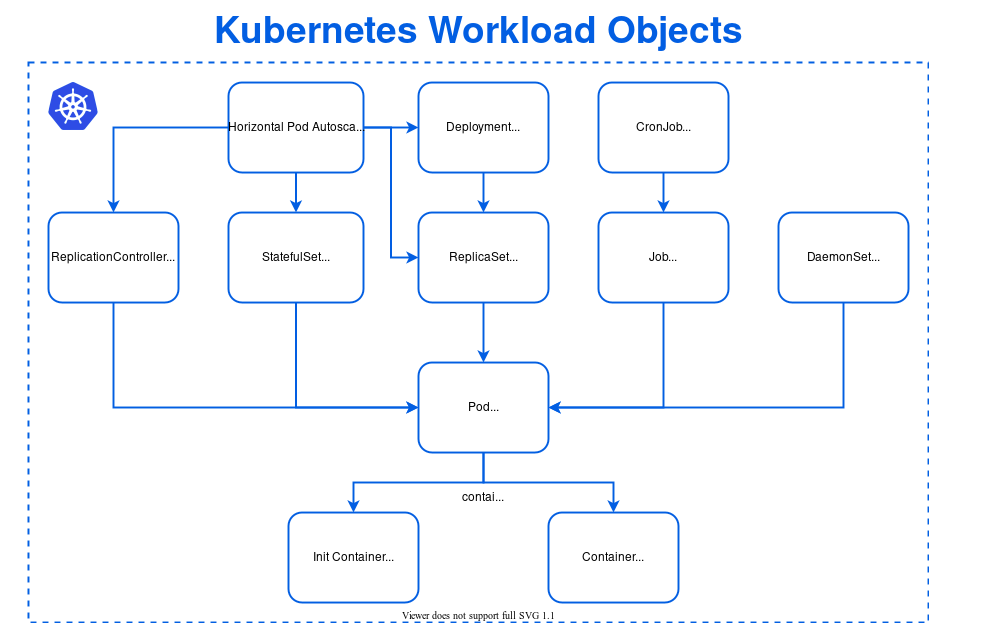 Kubernetes Workload Objects
Horizontal Pod Autosca...
Deployment...
CronJob...
ReplicationController...
StatefulSet...
ReplicaSet...
Job...
DaemonSet...
Pod...
contai...
Init Container...
Container...
Viewer does not support full SVG 1.1